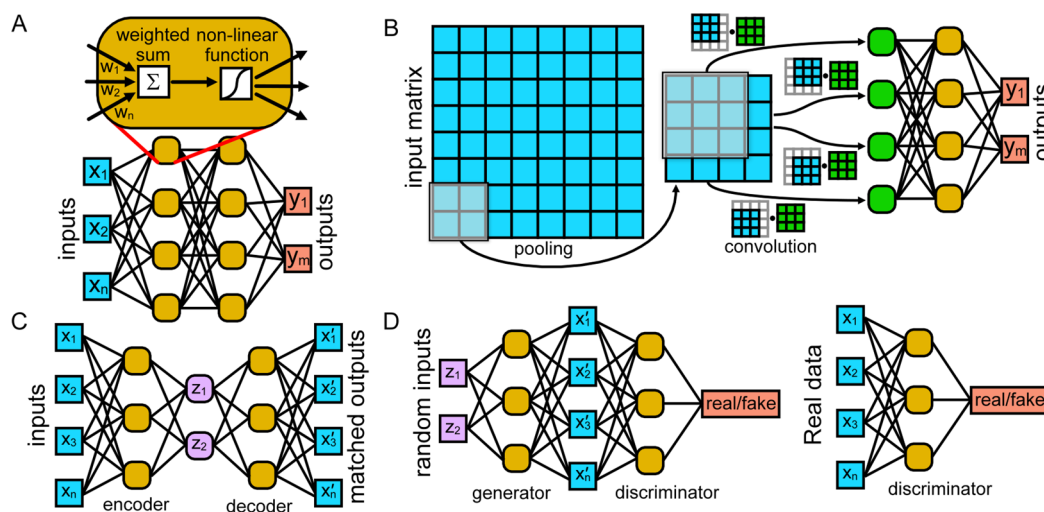 A
weighted
sum
non-linear
function
w1
w2
wn
Σ
x1
x2
xn
inputs
y1
ym
outputs
B
input matrix
pooling
convolution
y1
ym
outputs
C
inputs
x1
x2
x3
xn
z1
z2
x′1
x′2
x′3
x′n
matched outputs
encoder
decoder
D
random inputs
z1
z2
x′1
x′2
x′3
x′n
real/fake
generator
discriminator
Real data
x1
x2
x3
xn
real/fake
discriminator